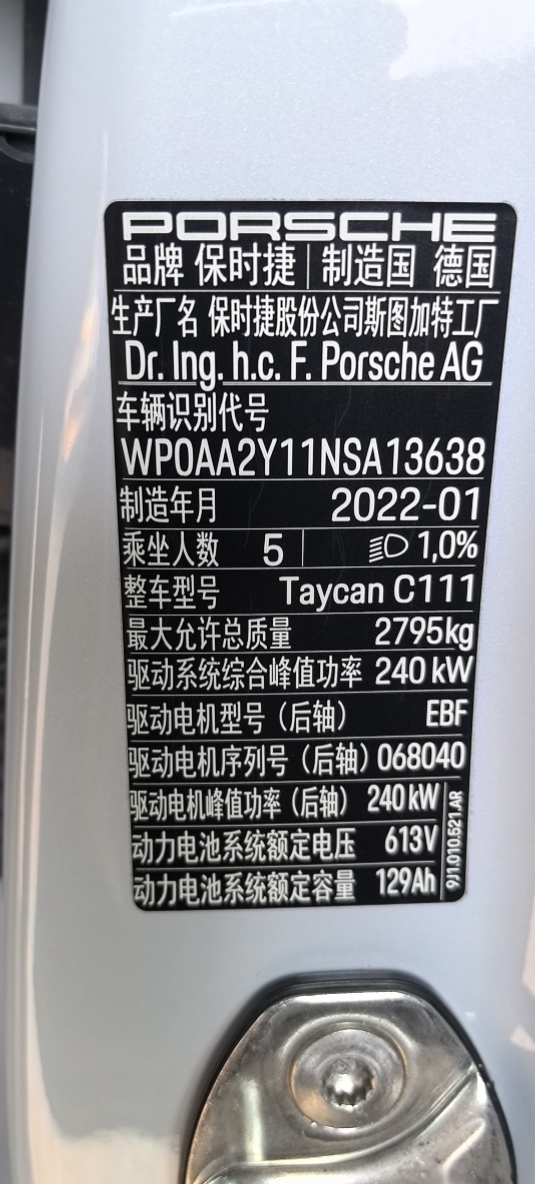 PORSCHE
品牌 保时捷 制造国 德国
生产厂名 保时捷股份公司斯图加特工厂
Dr. Ing. h.c. F. Porsche AG
车辆识别代号
WP0AA2Y11NSA13638
制造年月 2022-01
乘坐人数 5 1,0%
整车型号 Taycan C111
最大允许总质量 2795kg
驱动系统综合峰值功率 240 kW
驱动电机型号（后轴） EBF
驱动电机序列号（后轴） 068040
驱动电机峰值功率（后轴） 240 kW
动力电池系统额定电压 613V
动力电池系统额定容量 129Ah
9J1.010.521.AR